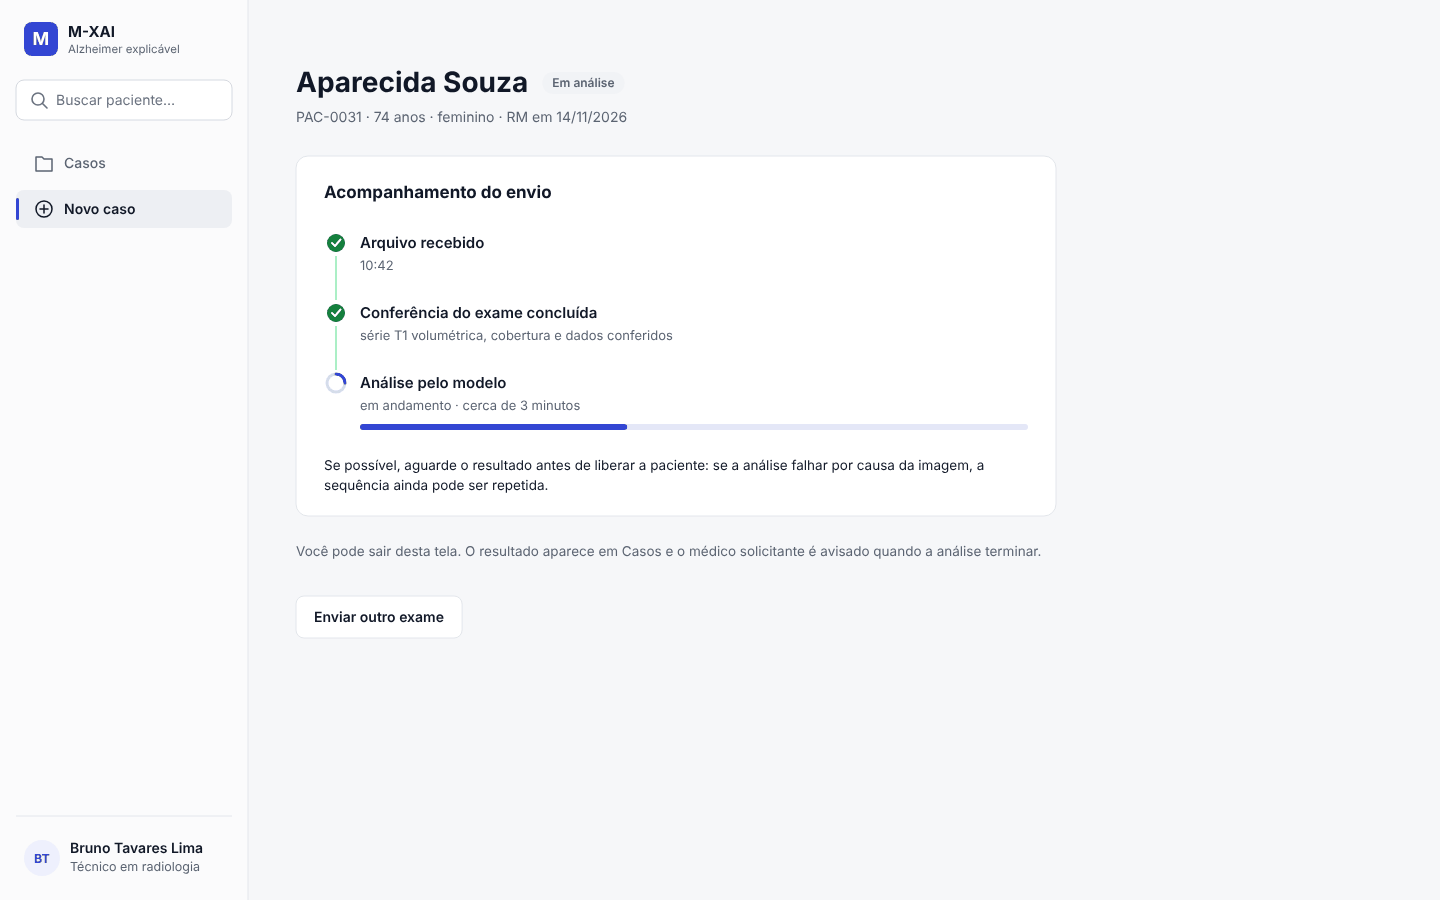 M
M-XAI
Alzheimer explicável
Buscar paciente...
Casos
Novo caso
Aparecida Souza
Em análise
PAC-0031 · 74 anos · feminino · RM em 14/11/2026
Acompanhamento do envio
Arquivo recebido
10:42
Conferência do exame concluída
série T1 volumétrica, cobertura e dados conferidos
Análise pelo modelo
em andamento · cerca de 3 minutos
Se possível, aguarde o resultado antes de liberar a paciente: se a análise falhar por causa da imagem, a
sequência ainda pode ser repetida.
Você pode sair desta tela. O resultado aparece em Casos e o médico solicitante é avisado quando a análise terminar.
Enviar outro exame
BT
Bruno Tavares Lima
Técnico em radiologia